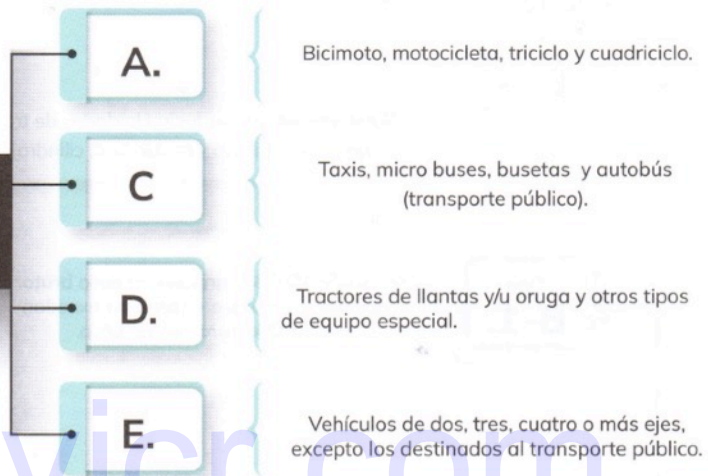 A.
Bicimoto, motocicleta, triciclo y cuadriciclo.
C
Taxis, micro buses, busetas y autobús
(transporte público).
D.
Tractores de llantas y/u oruga y otros tipos
de equipo especial.
E.
Vehículos de dos, tres, cuatro o más ejes,
excepto los destinados al transporte público.